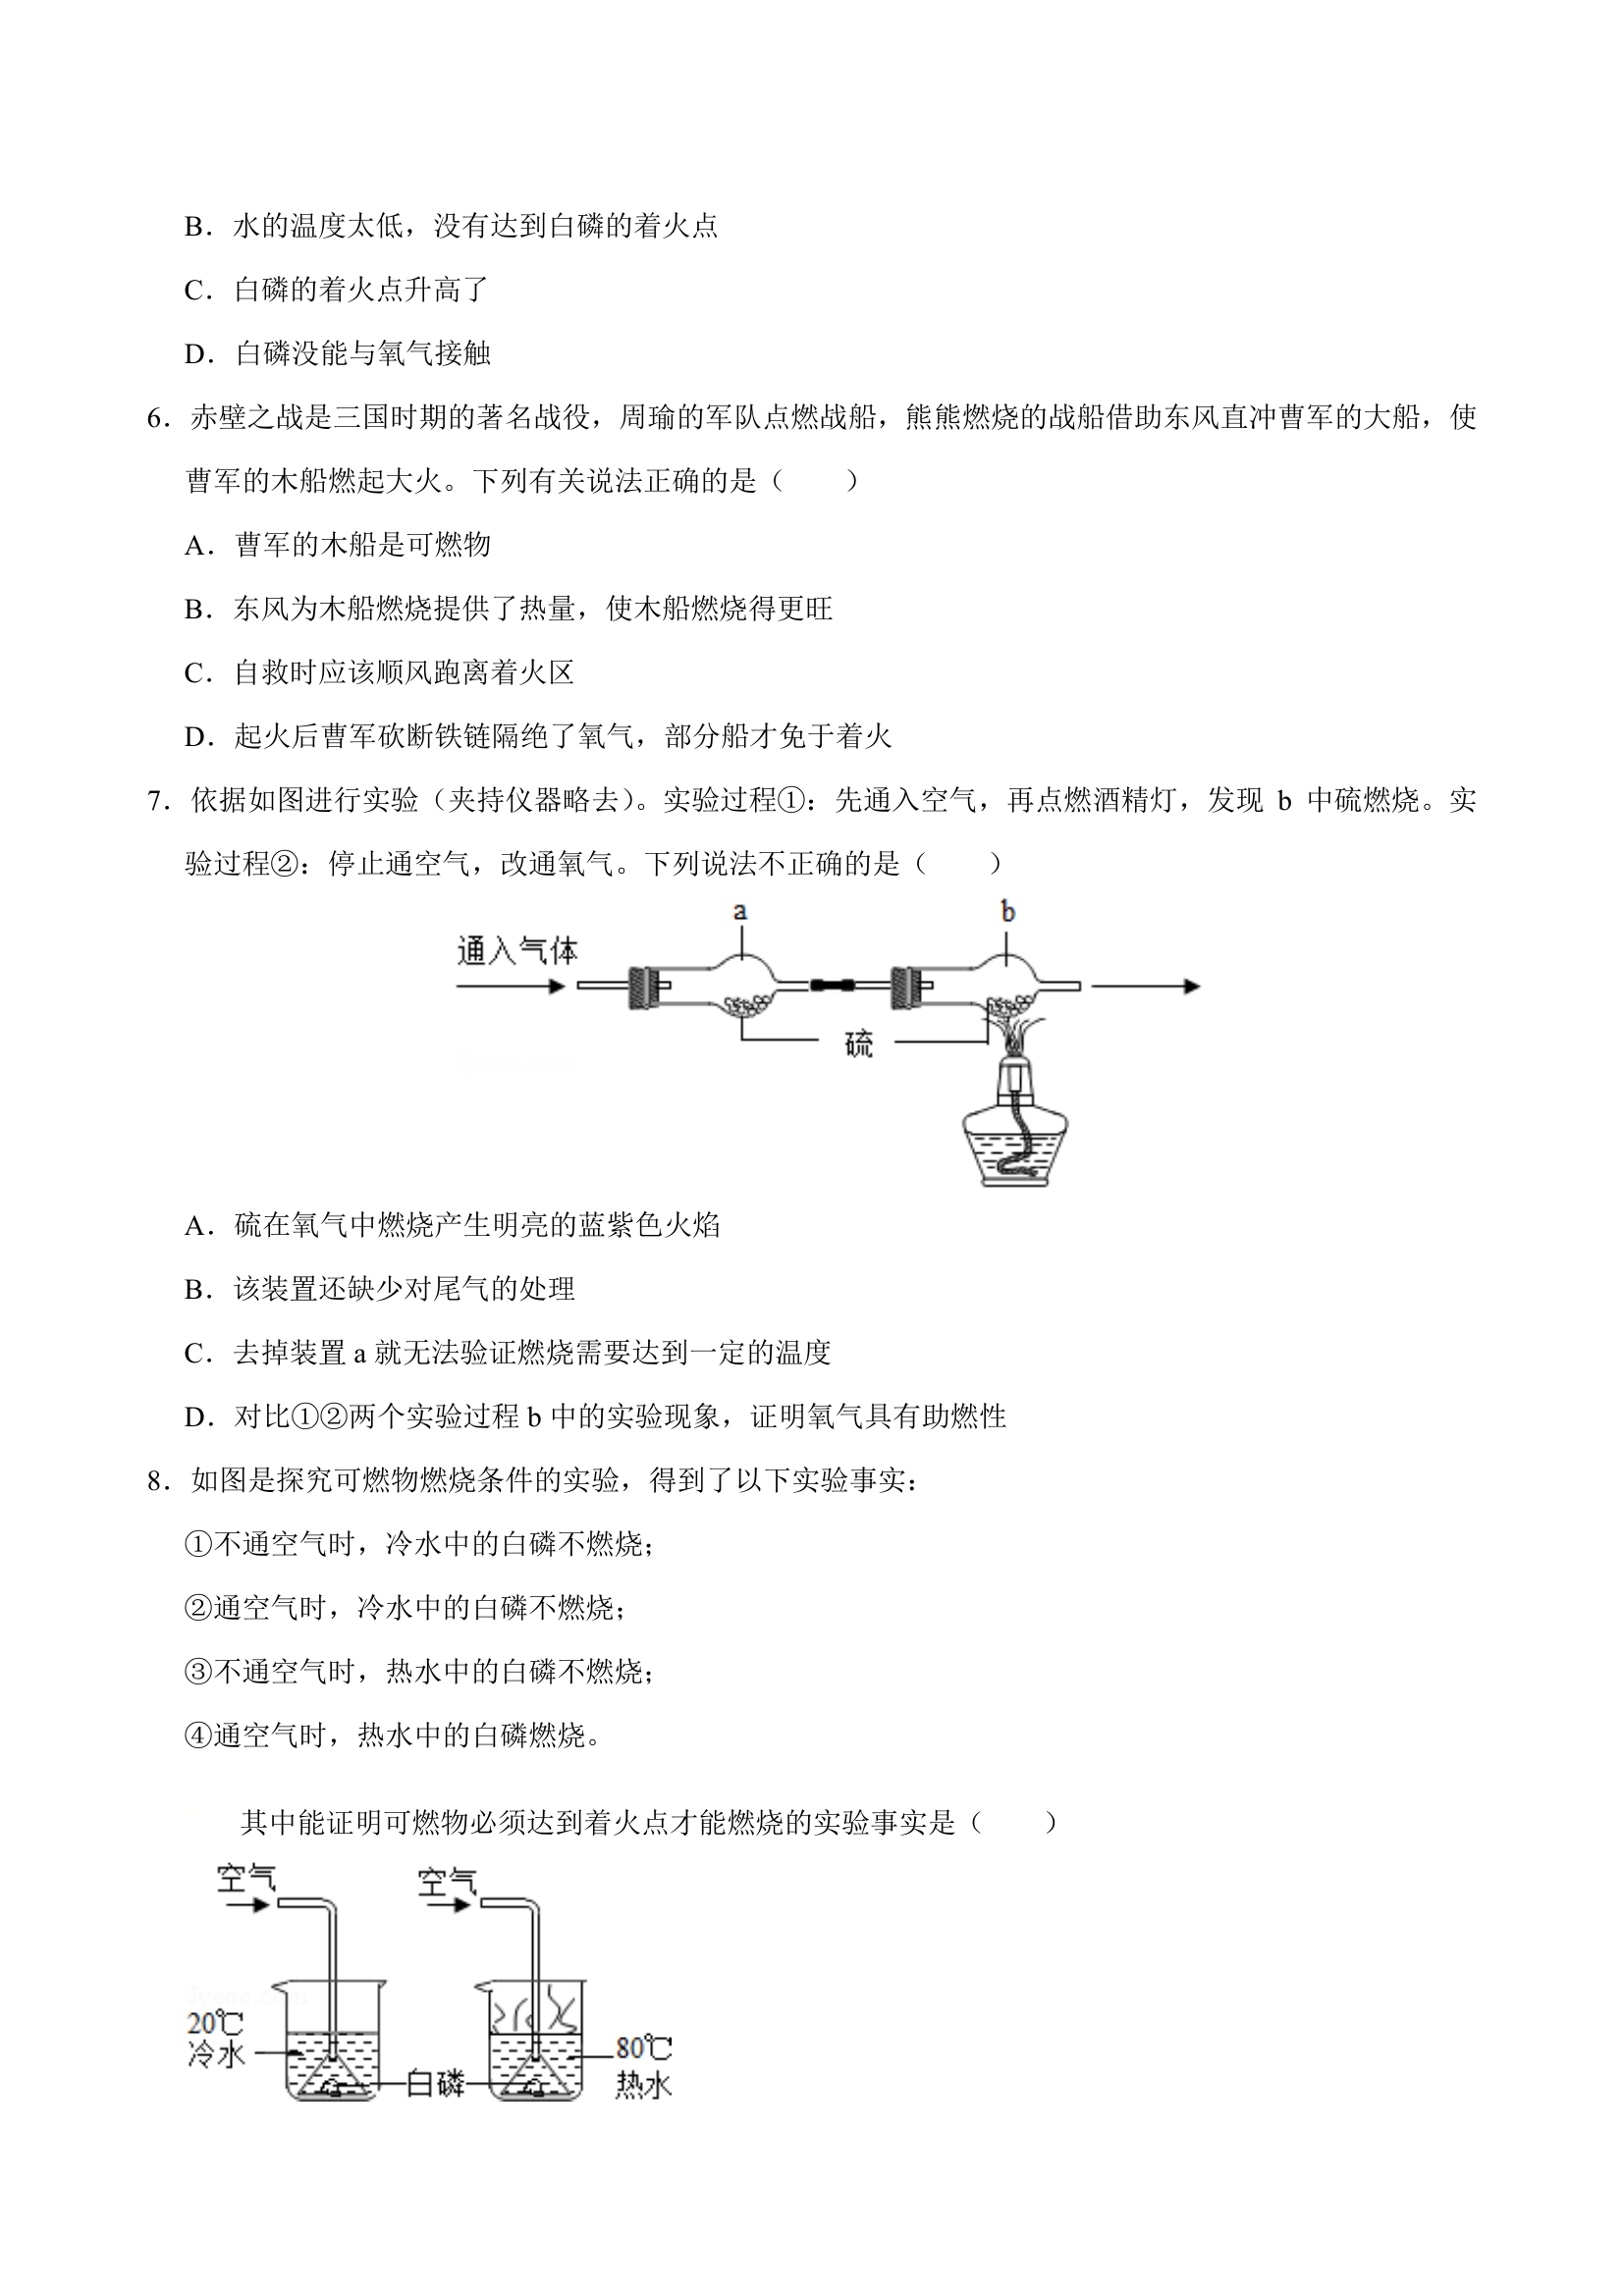 B．水的温度太低，没有达到白磷的着火点
C．白磷的着火点升高了
D．白磷没能与氧气接触
6．赤壁之战是三国时期的著名战役，周瑜的军队点燃战船，熊熊燃烧的战船借助东风直冲曹军的大船，使
曹军的木船燃起大火。下列有关说法正确的是（　　）
A．曹军的木船是可燃物
B．东风为木船燃烧提供了热量，使木船燃烧得更旺
C．自救时应该顺风跑离着火区
D．起火后曹军砍断铁链隔绝了氧气，部分船才免于着火
7．依据如图进行实验（夹持仪器略去）。实验过程①：先通入空气，再点燃酒精灯，发现 b 中硫燃烧。实
验过程②：停止通空气，改通氧气。下列说法不正确的是（　　）
a
b
通入气体
硫
A．硫在氧气中燃烧产生明亮的蓝紫色火焰
B．该装置还缺少对尾气的处理
C．去掉装置 a 就无法验证燃烧需要达到一定的温度
D．对比①②两个实验过程 b 中的实验现象，证明氧气具有助燃性
8．如图是探究可燃物燃烧条件的实验，得到了以下实验事实：
①不通空气时，冷水中的白磷不燃烧；
②通空气时，冷水中的白磷不燃烧；
③不通空气时，热水中的白磷不燃烧；
④通空气时，热水中的白磷燃烧。
其中能证明可燃物必须达到着火点才能燃烧的实验事实是（　　）
空气
空气
20℃
冷水
白磷
80℃
热水